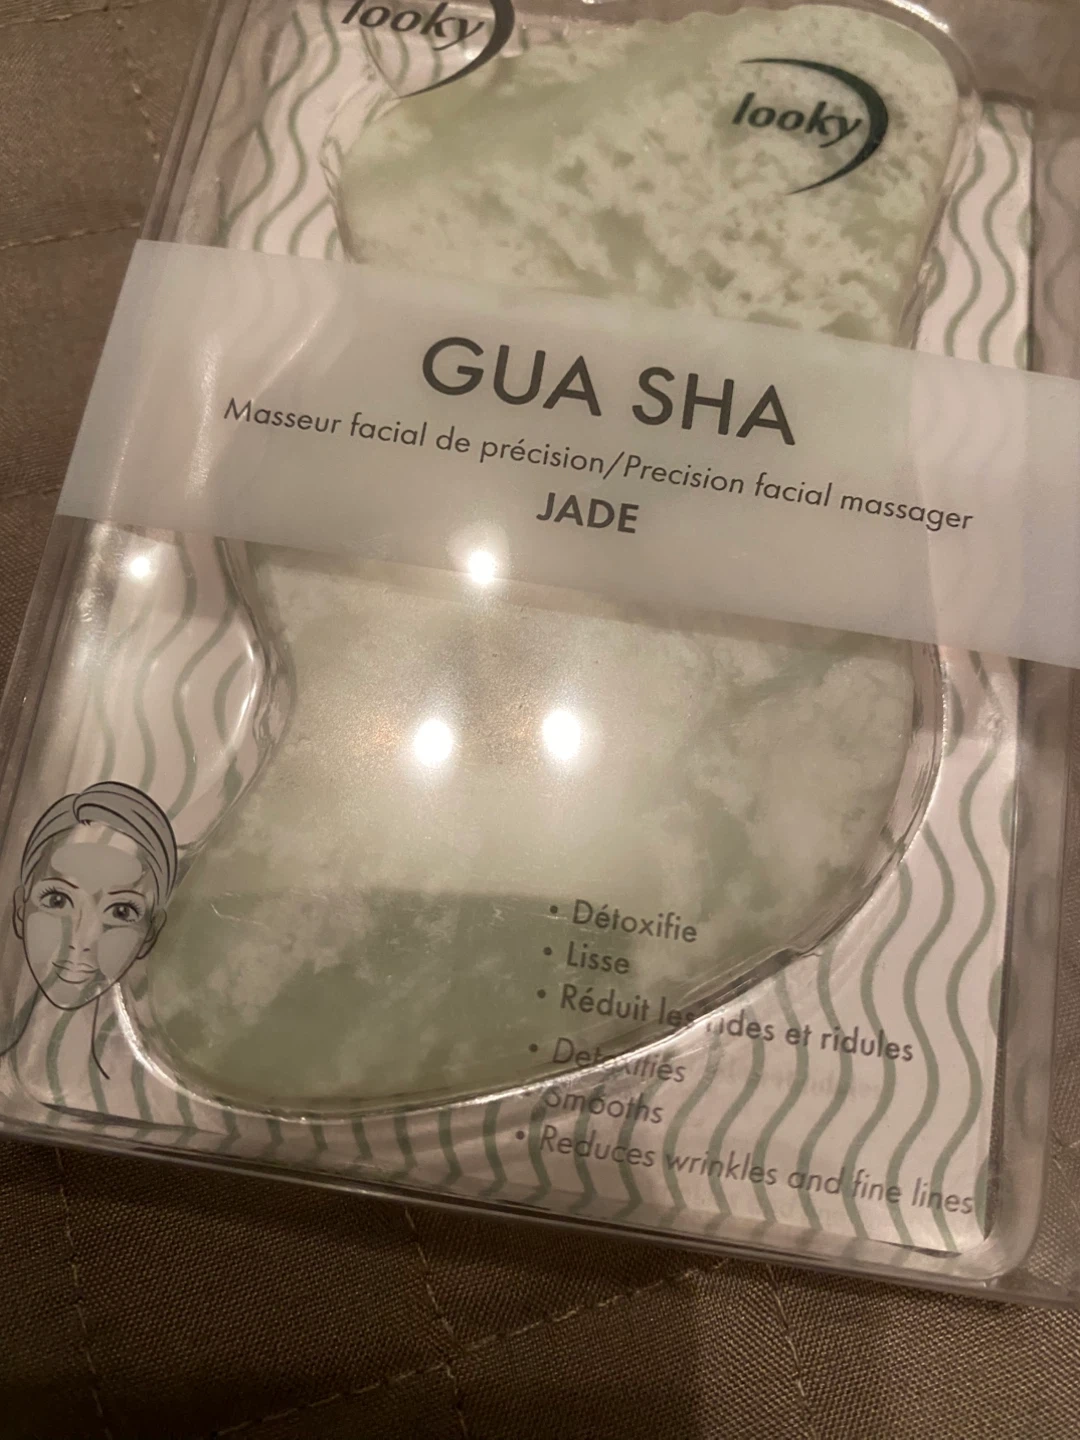 looky
looky
GUA SHA
Masseur facial de précision/Precision facial massager
JADE
• Détoxifie
• Lisse
• Réduit les rides et ridules
• Detoxifies
• Smooths
• Reduces wrinkles and fine lines